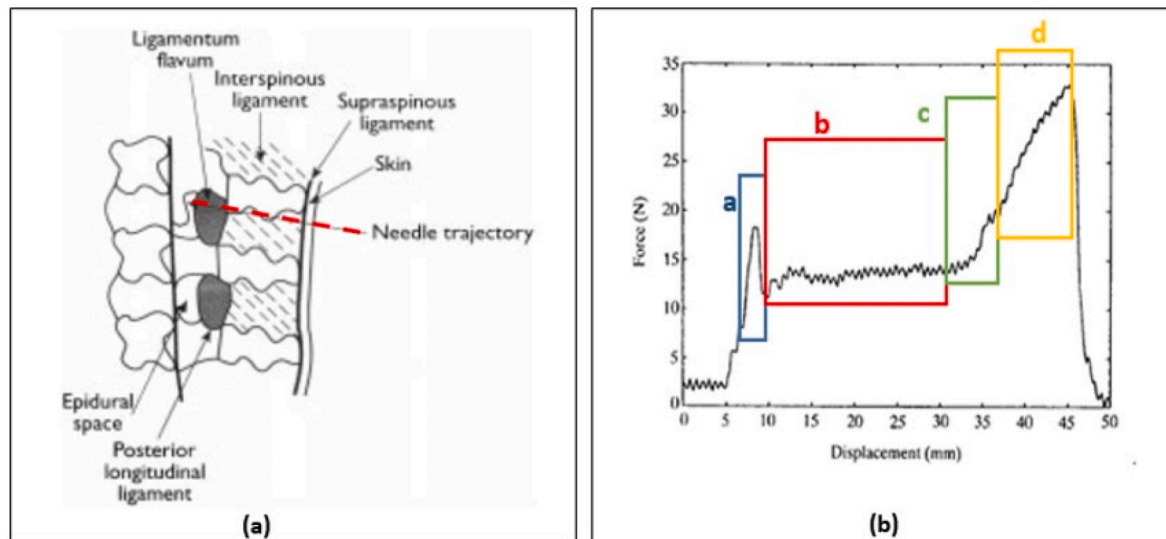 Ligamentum
flavum
Interspinous
ligament
Supraspinous
ligament
Skin
Needle trajectory
Epidural
space
Posterior
longitudinal
ligament
(a)
a
b
c
d
35
30
25
20
15
10
5
0
Force (N)
0 5 10 15 20 25 30 35 40 45 50
Displacement (mm)
(b)